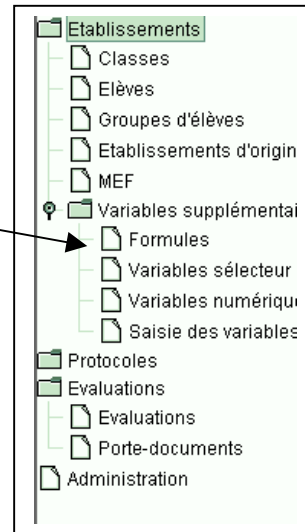 Etablissements
Classes
Elèves
Groupes d'élèves
Etablissements d'origin
MEF
Variables supplémentai
Formules
Variables sélecteur
Variables numérique
Saisie des variables
Protocoles
Evaluations
Evaluations
Porte-documents
Administration